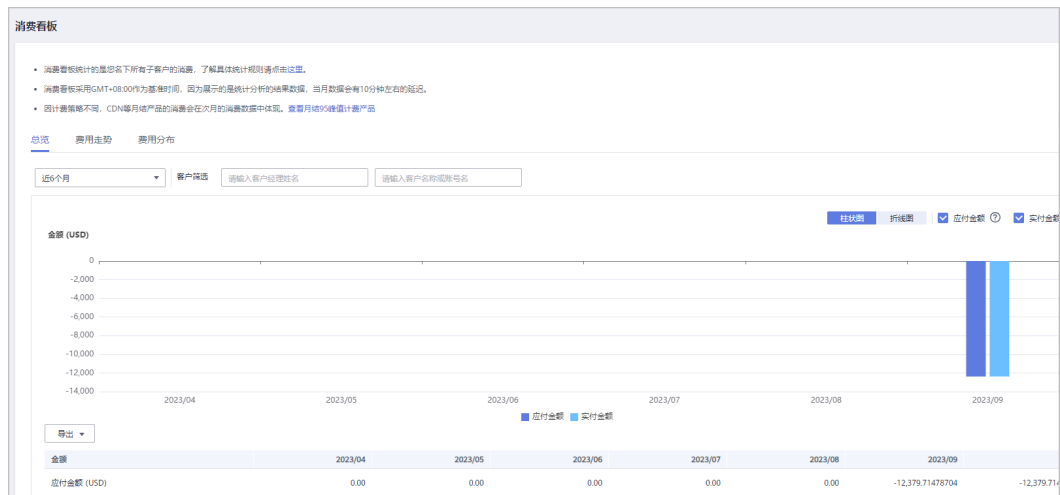 消费看板
• 消费看板统计的是您名下所有子客户的消费，了解具体统计规则请点击这里。
• 消费看板采用GMT+08:00作为基准时间，因为展示的是统计分析的结果数据，当月数据会有10分钟左右的延迟。
• 因计费策略不同，CDN等月结产品的消费会在次月的消费数据中体现。查看月结95峰值计费产品
总览 费用走势 费用分布
近6个月 客户筛选 请输入客户经理姓名 请输入客户名称或账号名
柱状图 折线图 应付金额 实付金额
金额 (USD)
0
-2,000
-4,000
-6,000
-8,000
-10,000
-12,000
-14,000
2023/04 2023/05 2023/06 2023/07 2023/08 2023/09
应付金额 实付金额
导出
金额 2023/04 2023/05 2023/06 2023/07 2023/08 2023/09
应付金额 (USD) 0.00 0.00 0.00 0.00 0.00 -12,379.71478704 -12,379.714